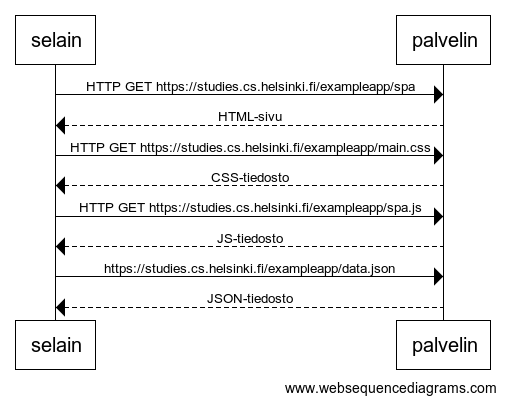 selain palvelin
HTTP GET https://studies.cs.helsinki.fi/exampleapp/spa
HTML-sivu
HTTP GET https://studies.cs.helsinki.fi/exampleapp/main.css
CSS-tiedosto
HTTP GET https://studies.cs.helsinki.fi/exampleapp/spa.js
JS-tiedosto
https://studies.cs.helsinki.fi/exampleapp/data.json
JSON-tiedosto
selain palvelin
www.websequencediagrams.com